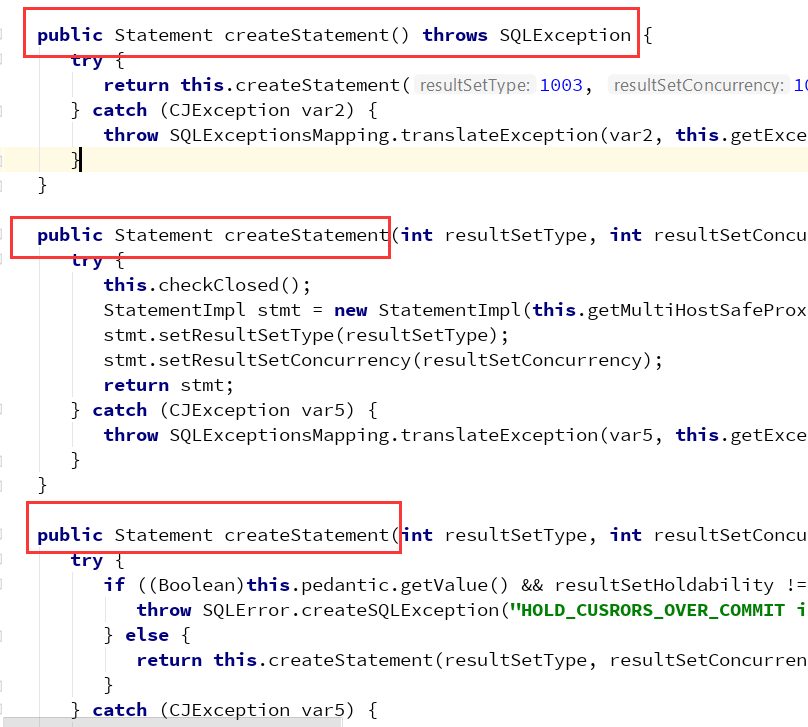 public Statement createStatement() throws SQLException {
try {
return this.createStatement( resultSetType: 1003, resultSetConcurrency: 10
} catch (CJException var2) {
throw SQLExceptionsMapping.translateException(var2, this.getExce
}
}
public Statement createStatement(int resultSetType, int resultSetConcu
try {
this.checkClosed();
StatementImpl stmt = new StatementImpl(this.getMultiHostSafeProx
stmt.setResultSetType(resultSetType);
stmt.setResultSetConcurrency(resultSetConcurrency);
return stmt;
} catch (CJException var5) {
throw SQLExceptionsMapping.translateException(var5, this.getExce
}
}
public Statement createStatement(int resultSetType, int resultSetConcu
try {
if ((Boolean)this.pedantic.getValue() && resultSetHoldability !=
throw SQLError.createSQLException("HOLD_CUSRORS_OVER_COMMIT i
} else {
return this.createStatement(resultSetType, resultSetConcurren
}
} catch (CJException var5) {